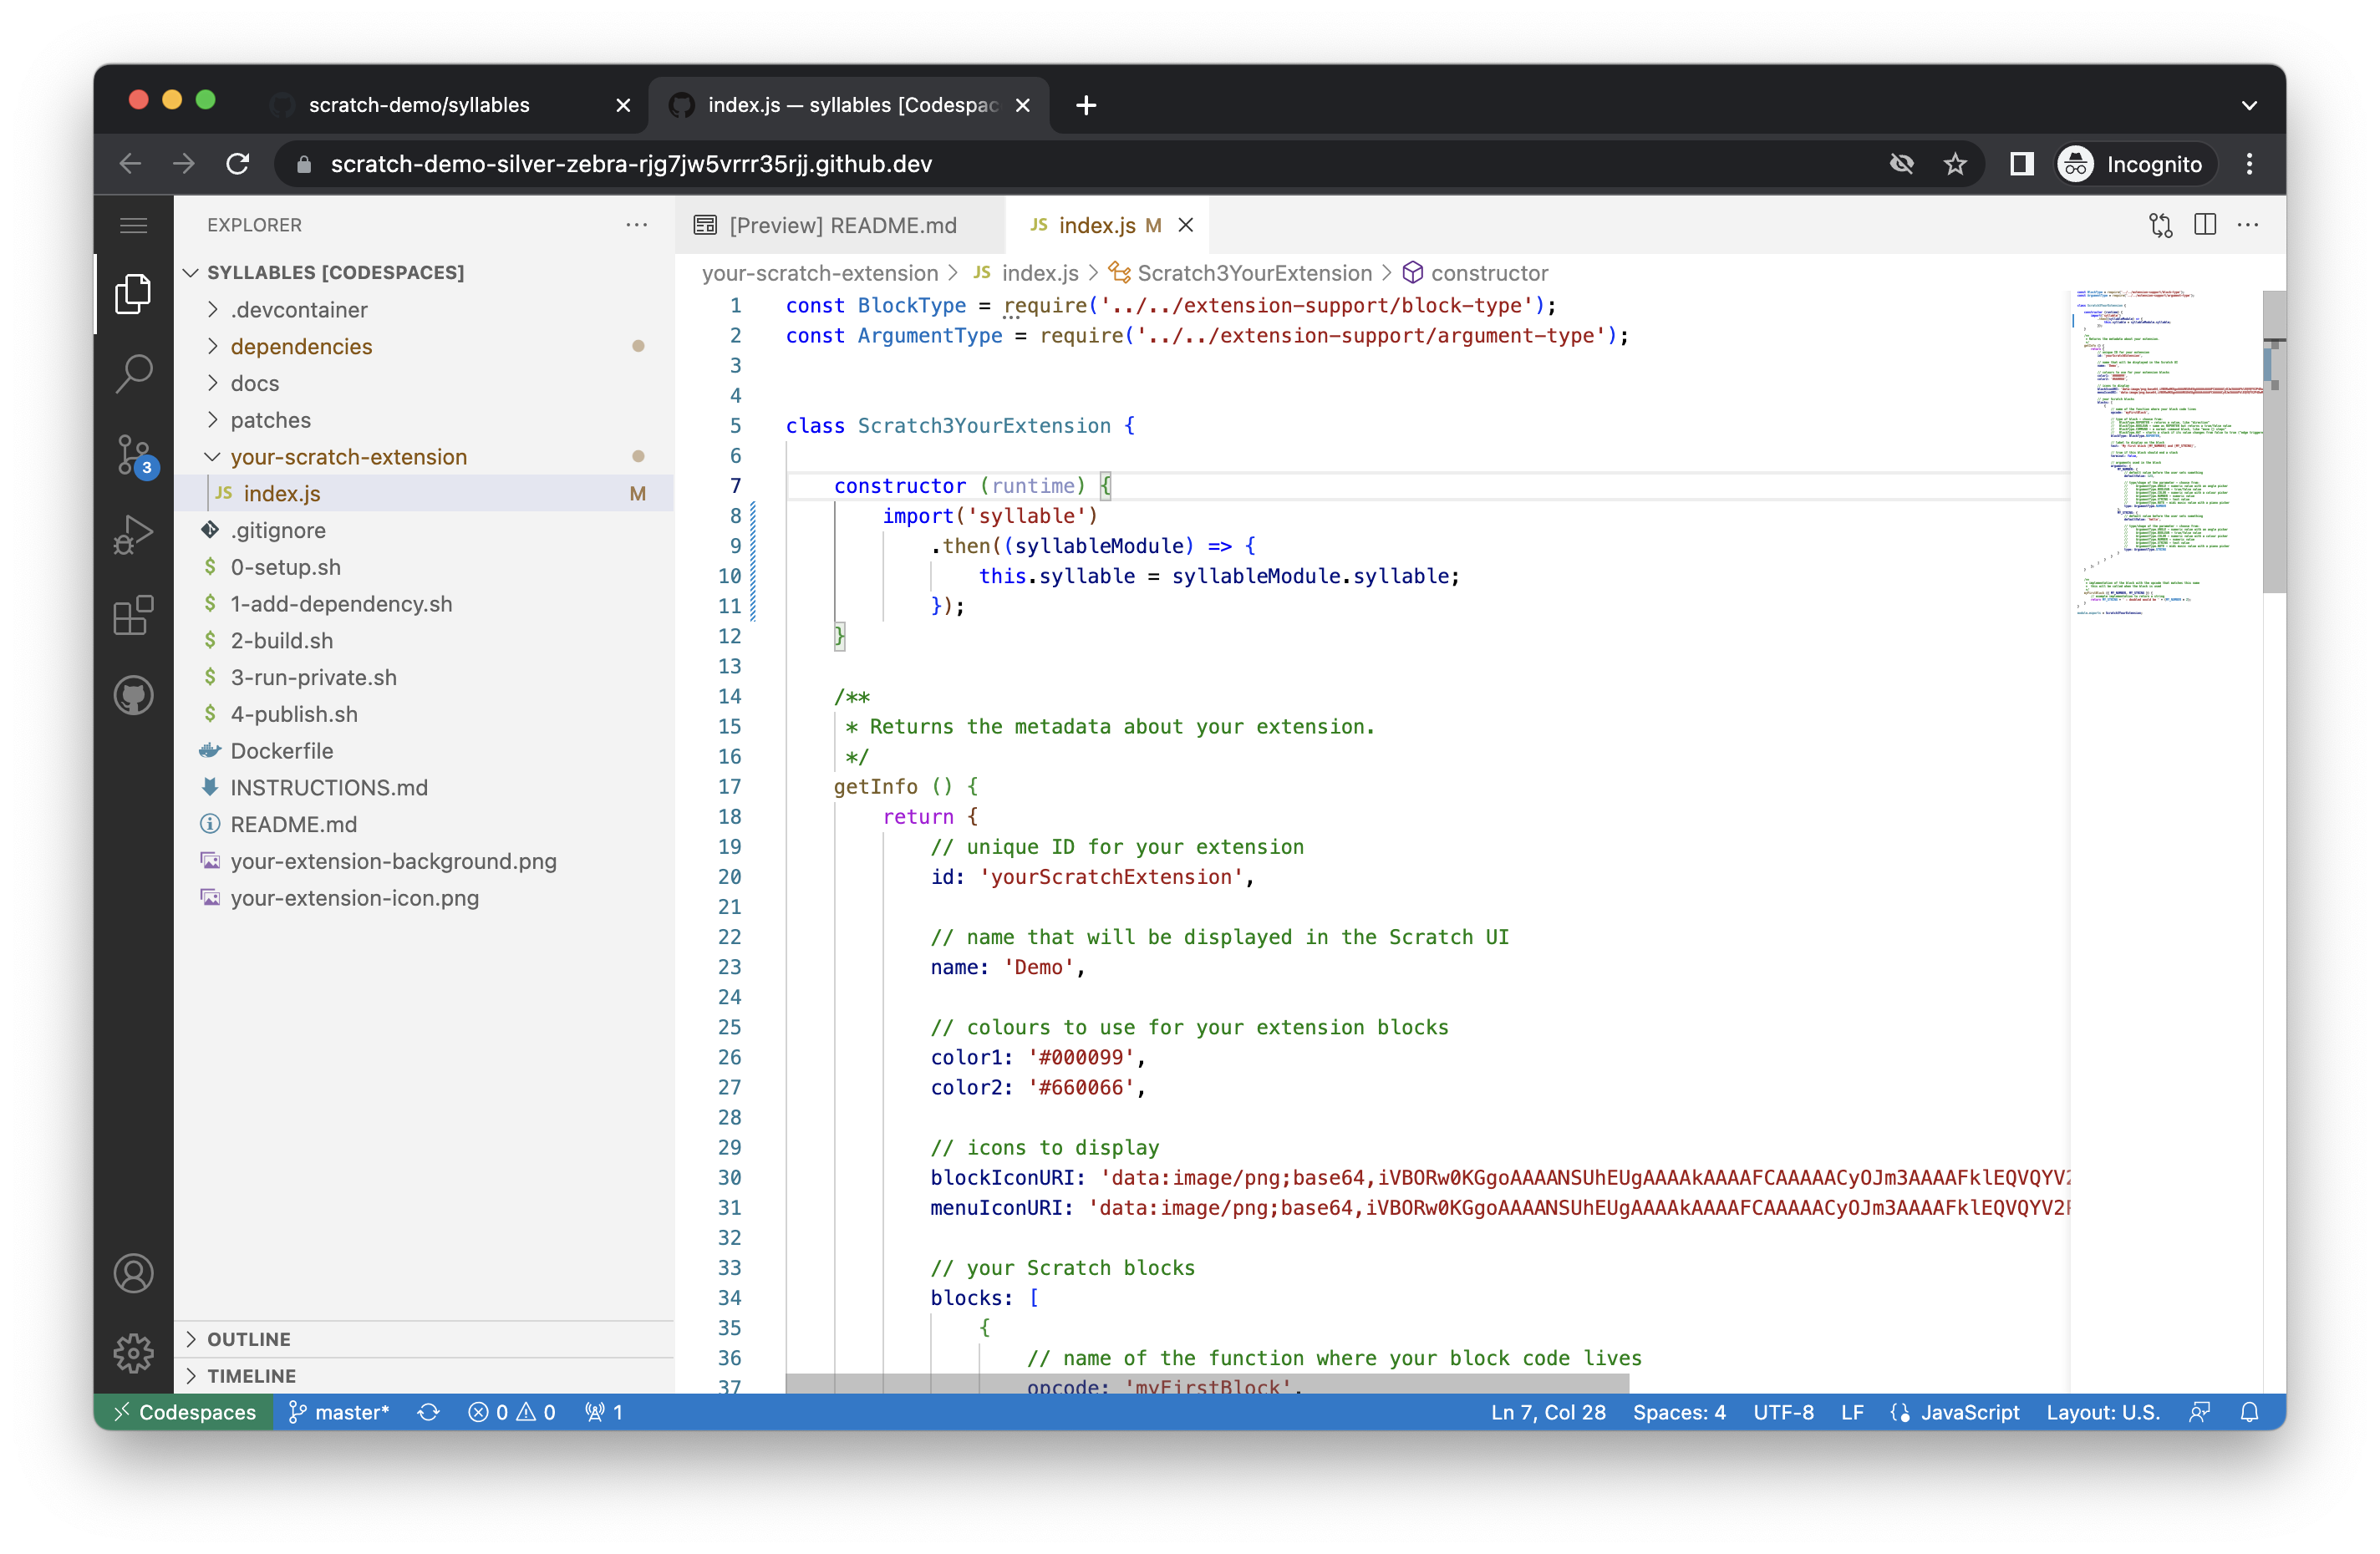 scratch-demo/syllables
index.js — syllables [Codespac
scratch-demo-silver-zebra-rjg7jw5vrrr35rjj.github.dev
Incognito
EXPLORER
SYLLABLES [CODESPACES]
.devcontainer
dependencies
docs
patches
your-scratch-extension
JS index.js M
.gitignore
$ 0-setup.sh
$ 1-add-dependency.sh
$ 2-build.sh
$ 3-run-private.sh
$ 4-publish.sh
Dockerfile
INSTRUCTIONS.md
README.md
your-extension-background.png
your-extension-icon.png
OUTLINE
TIMELINE
3
[Preview] README.md
JS index.js M
your-scratch-extension > JS index.js > Scratch3YourExtension > constructor
1 const BlockType = require('../../extension-support/block-type');
2 const ArgumentType = require('../../extension-support/argument-type');
3
4
5 class Scratch3YourExtension {
6
7 constructor (runtime) {
8 import('syllable')
9 .then((syllableModule) => {
10 this.syllable = syllableModule.syllable;
11 });
12 }
13
14 /**
15 * Returns the metadata about your extension.
16 */
17 getInfo () {
18 return {
19 // unique ID for your extension
20 id: 'yourScratchExtension',
21
22 // name that will be displayed in the Scratch UI
23 name: 'Demo',
24
25 // colours to use for your extension blocks
26 color1: '#000099',
27 color2: '#660066',
28
29 // icons to display
30 blockIconURI: 'data:image/png;base64,iVBORw0KGgoAAAANSUhEUgAAAAkAAAAFCAAAAACyOJm3AAAAFklEQVQYV2
31 menuIconURI: 'data:image/png;base64,iVBORw0KGgoAAAANSUhEUgAAAAkAAAAFCAAAAACyOJm3AAAAFklEQVQYV2
32
33 // your Scratch blocks
34 blocks: [
35 {
36 // name of the function where your block code lives
37 opcode: 'myFirstBlock',
Codespaces
master*
0
0
1
Ln 7, Col 28
Spaces: 4
UTF-8
LF
JavaScript
Layout: U.S.